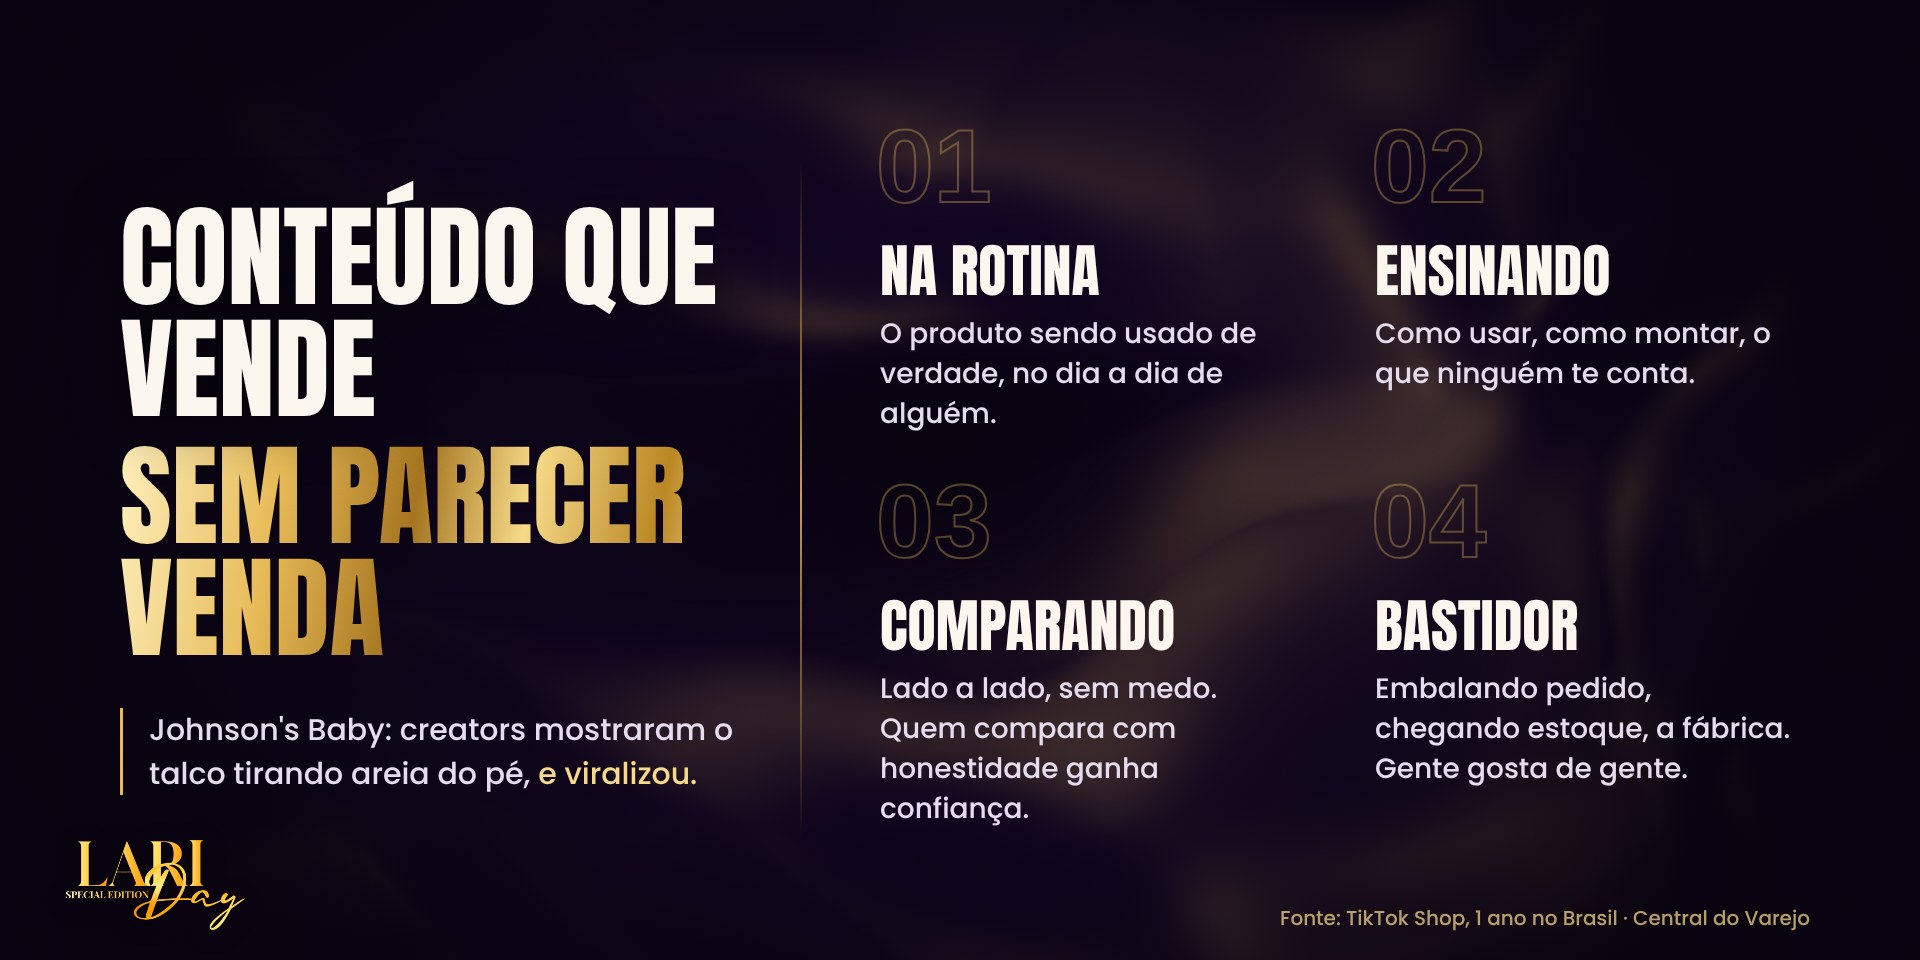 CONTEÚDO QUE
VENDE
SEM PARECER
VENDA
Johnson's Baby: creators mostraram o
talco tirando areia do pé, e viralizou.
01
NA ROTINA
O produto sendo usado de
verdade, no dia a dia de
alguém.
02
ENSINANDO
Como usar, como montar, o
que ninguém te conta.
03
COMPARANDO
Lado a lado, sem medo.
Quem compara com
honestidade ganha
confiança.
04
BASTIDOR
Embalando pedido,
chegando estoque, a fábrica.
Gente gosta de gente.
LABI
SPECIAL EDITION Day
Fonte: TikTok Shop, 1 ano no Brasil · Central do Varejo